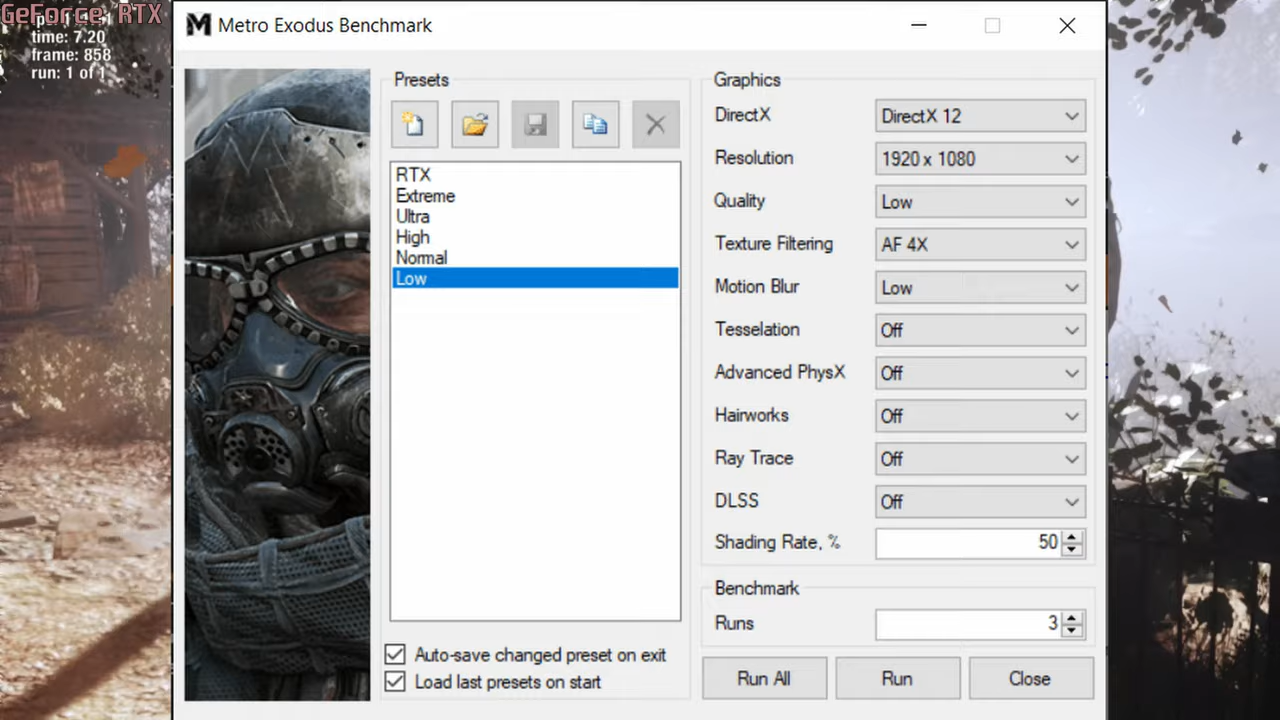 GeForce RTX
time: 7.20
frame: 858
run: 1 of 1
Metro Exodus Benchmark
Presets
RTX
Extreme
Ultra
High
Normal
Low
Auto-save changed preset on exit
Load last presets on start
Graphics
DirectX DirectX 12
Resolution 1920 x 1080
Quality Low
Texture Filtering AF 4X
Motion Blur Low
Tesselation Off
Advanced PhysX Off
Hairworks Off
Ray Trace Off
DLSS Off
Shading Rate, % 50
Benchmark
Runs 3
Run All Run Close